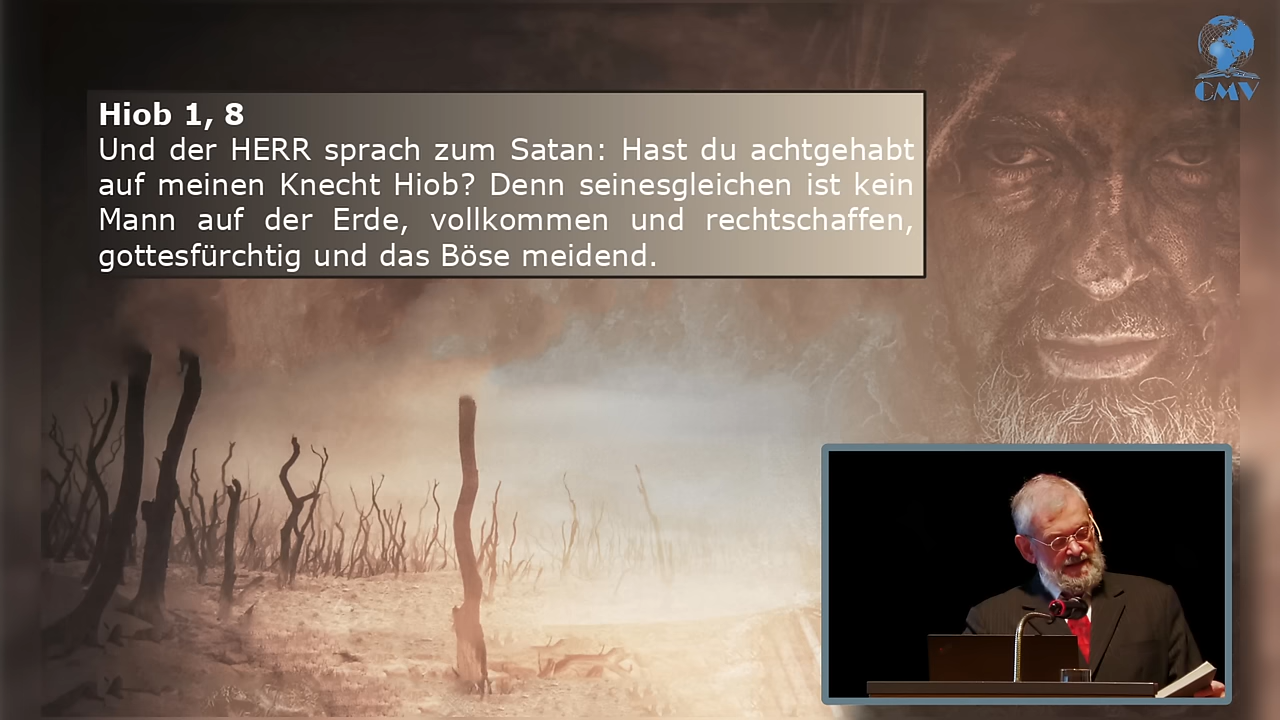 CMV
Hiob 1, 8
Und der HERR sprach zum Satan: Hast du achtgehabt
auf meinen Knecht Hiob? Denn seinesgleichen ist kein
Mann auf der Erde, vollkommen und rechtschaffen,
gottesfürchtig und das Böse meidend.